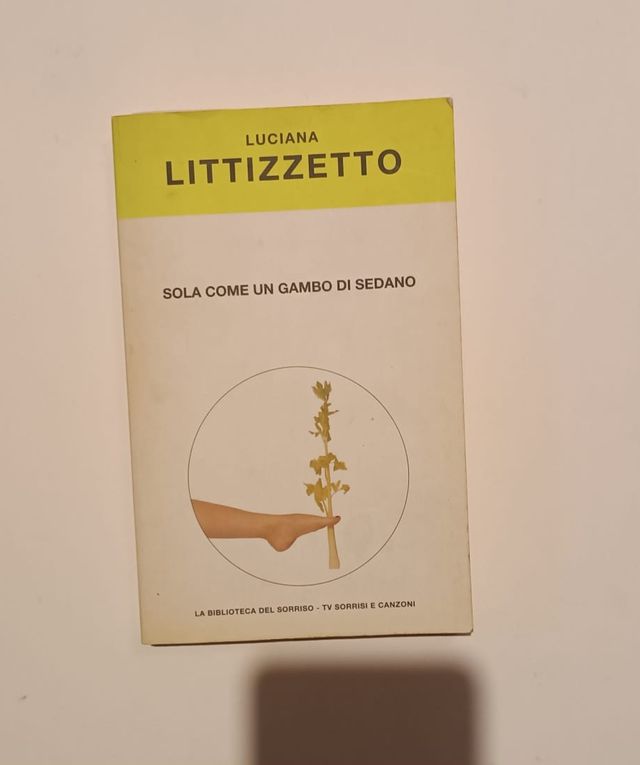 LUCIANA
LITTIZZETTO
SOLA COME UN GAMBO DI SEDANO
LA BIBLIOTECA DEL SORRISO - TV SORRISI E CANZONI